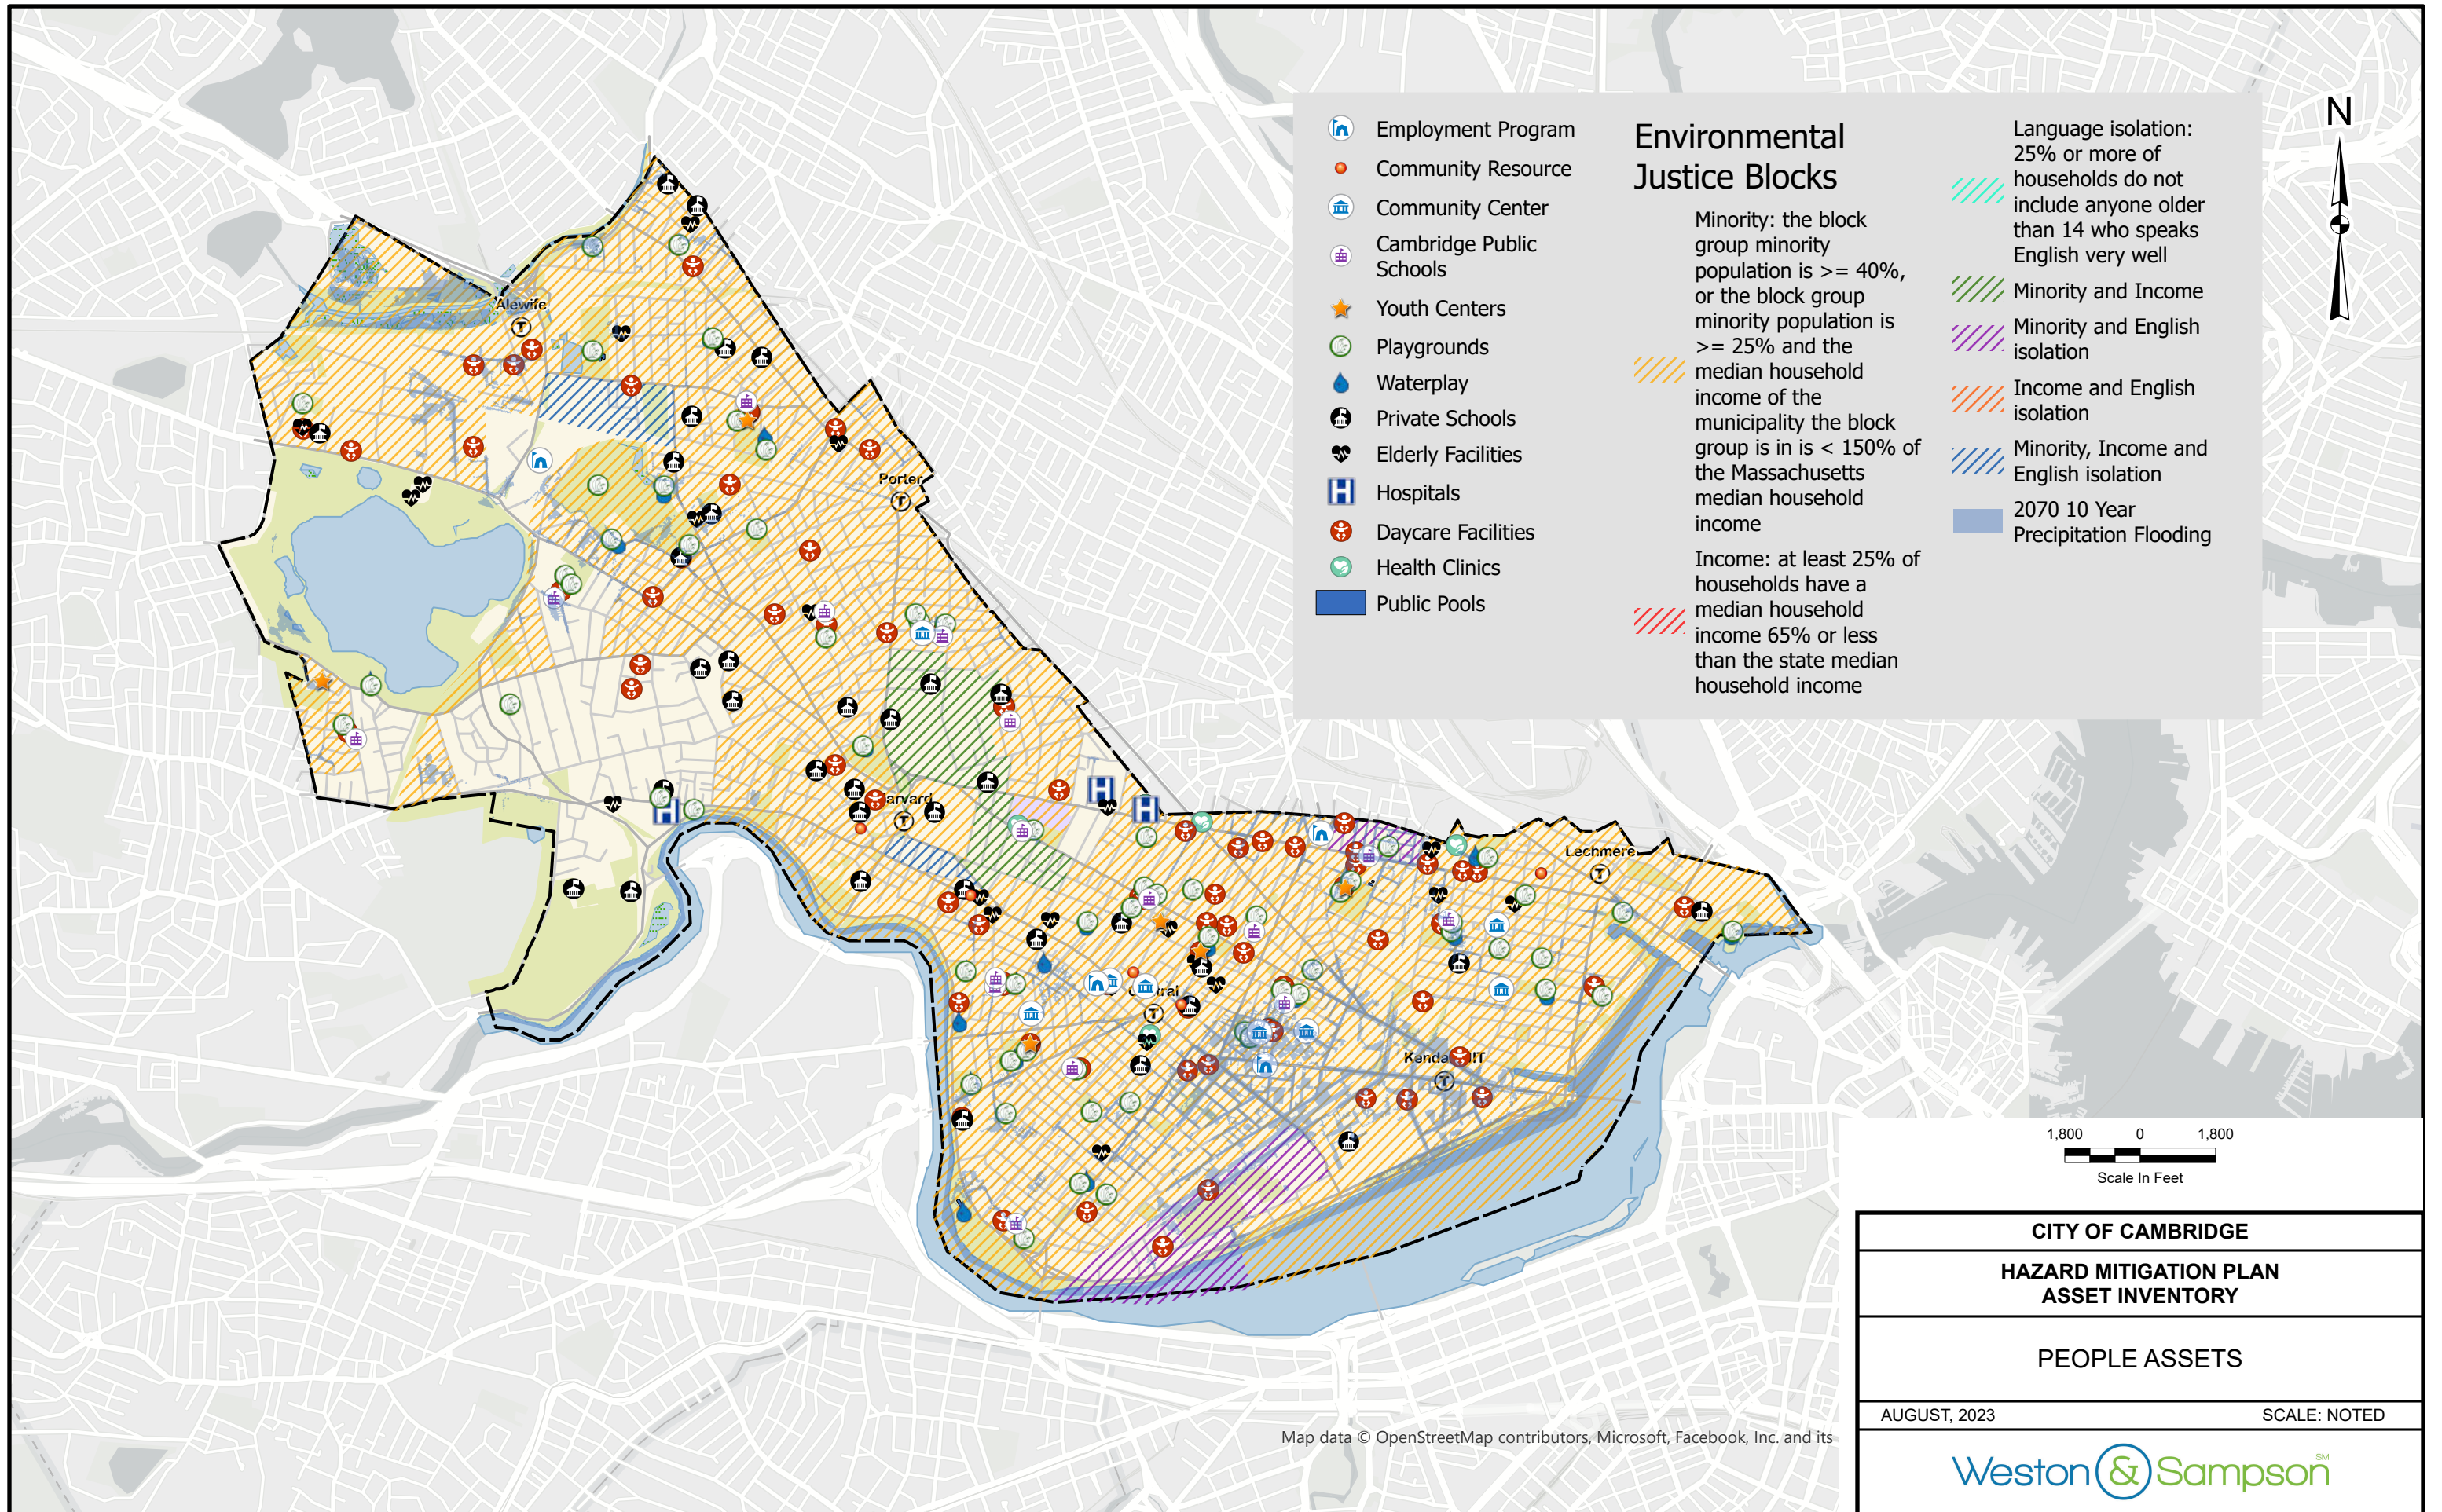 N
Employment Program
Community Resource
Community Center
Cambridge Public
Schools
Youth Centers
Playgrounds
Waterplay
Private Schools
Elderly Facilities
H
Hospitals
Daycare Facilities
Health Clinics
Public Pools
Environmental
Justice Blocks
Minority: the block
group minority
population is >= 40%,
or the block group
minority population is
>= 25% and the
median household
income of the
municipality the block
group is in is < 150% of
the Massachusetts
median household
income
Income: at least 25% of
households have a
median household
income 65% or less
than the state median
household income
Language isolation:
25% or more of
households do not
include anyone older
than 14 who speaks
English very well
Minority and Income
Minority and English
isolation
Income and English
isolation
Minority, Income and
English isolation
2070 10 Year
Precipitation Flooding
Alewife
T
Porter
T
H
H
H
T
Lechmere
T
T
T
1,800 0 1,800
Scale In Feet
CITY OF CAMBRIDGE
HAZARD MITIGATION PLAN
ASSET INVENTORY
PEOPLE ASSETS
AUGUST, 2023 SCALE: NOTED
Map data © OpenStreetMap contributors, Microsoft, Facebook, Inc. and its
Weston & Sampson SM